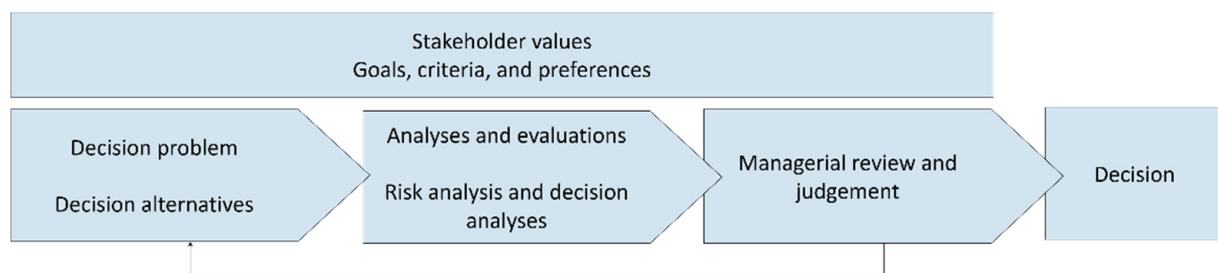 Stakeholder values
Goals, criteria, and preferences
Decision problem
Decision alternatives
Analyses and evaluations
Risk analysis and decision
analyses
Managerial review and
judgement
Decision